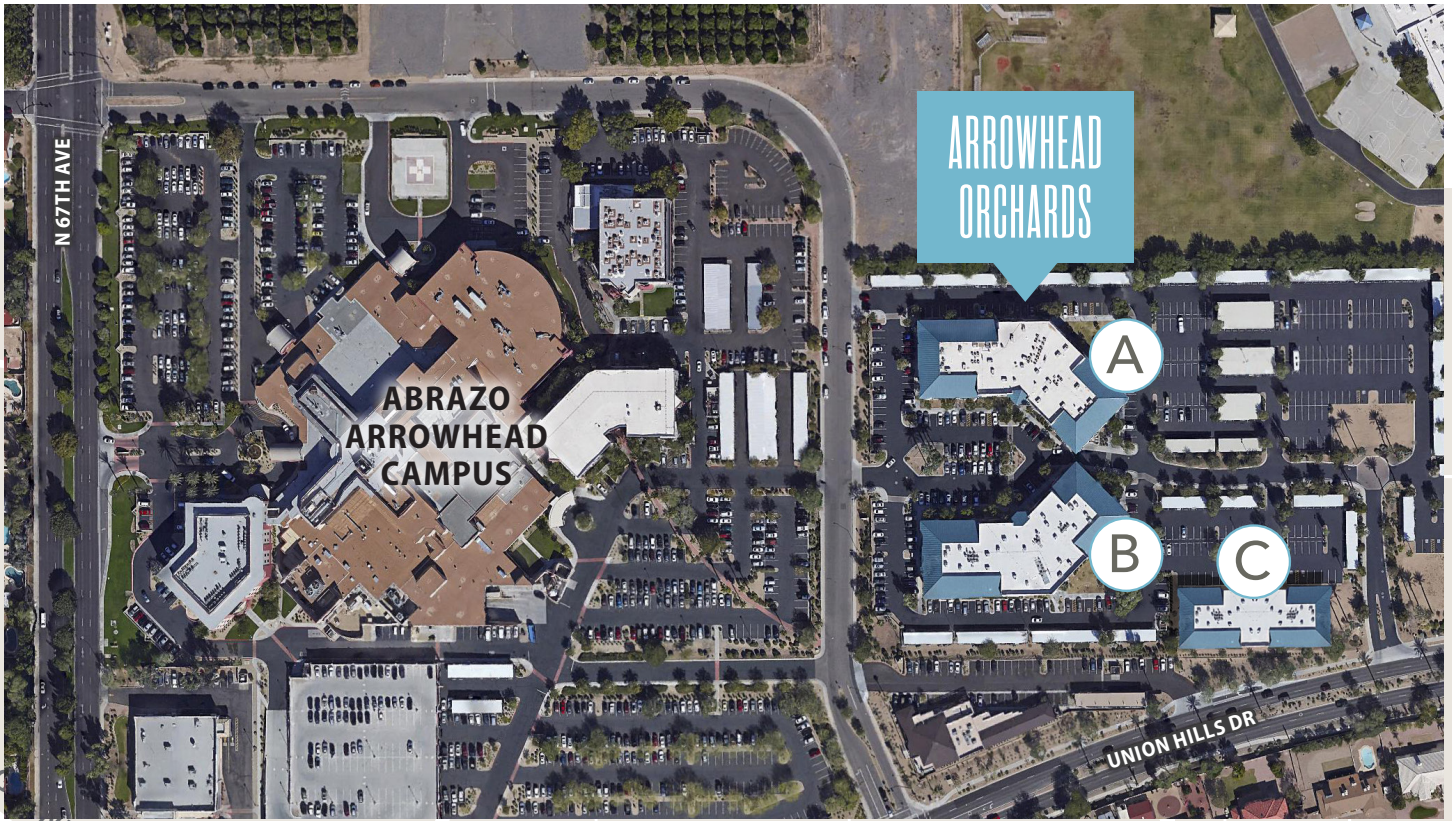 N 67TH AVE
ARROWHEAD
ORCHARDS
A
ABRAZO
ARROWHEAD
CAMPUS
B
C
UNION HILLS DR